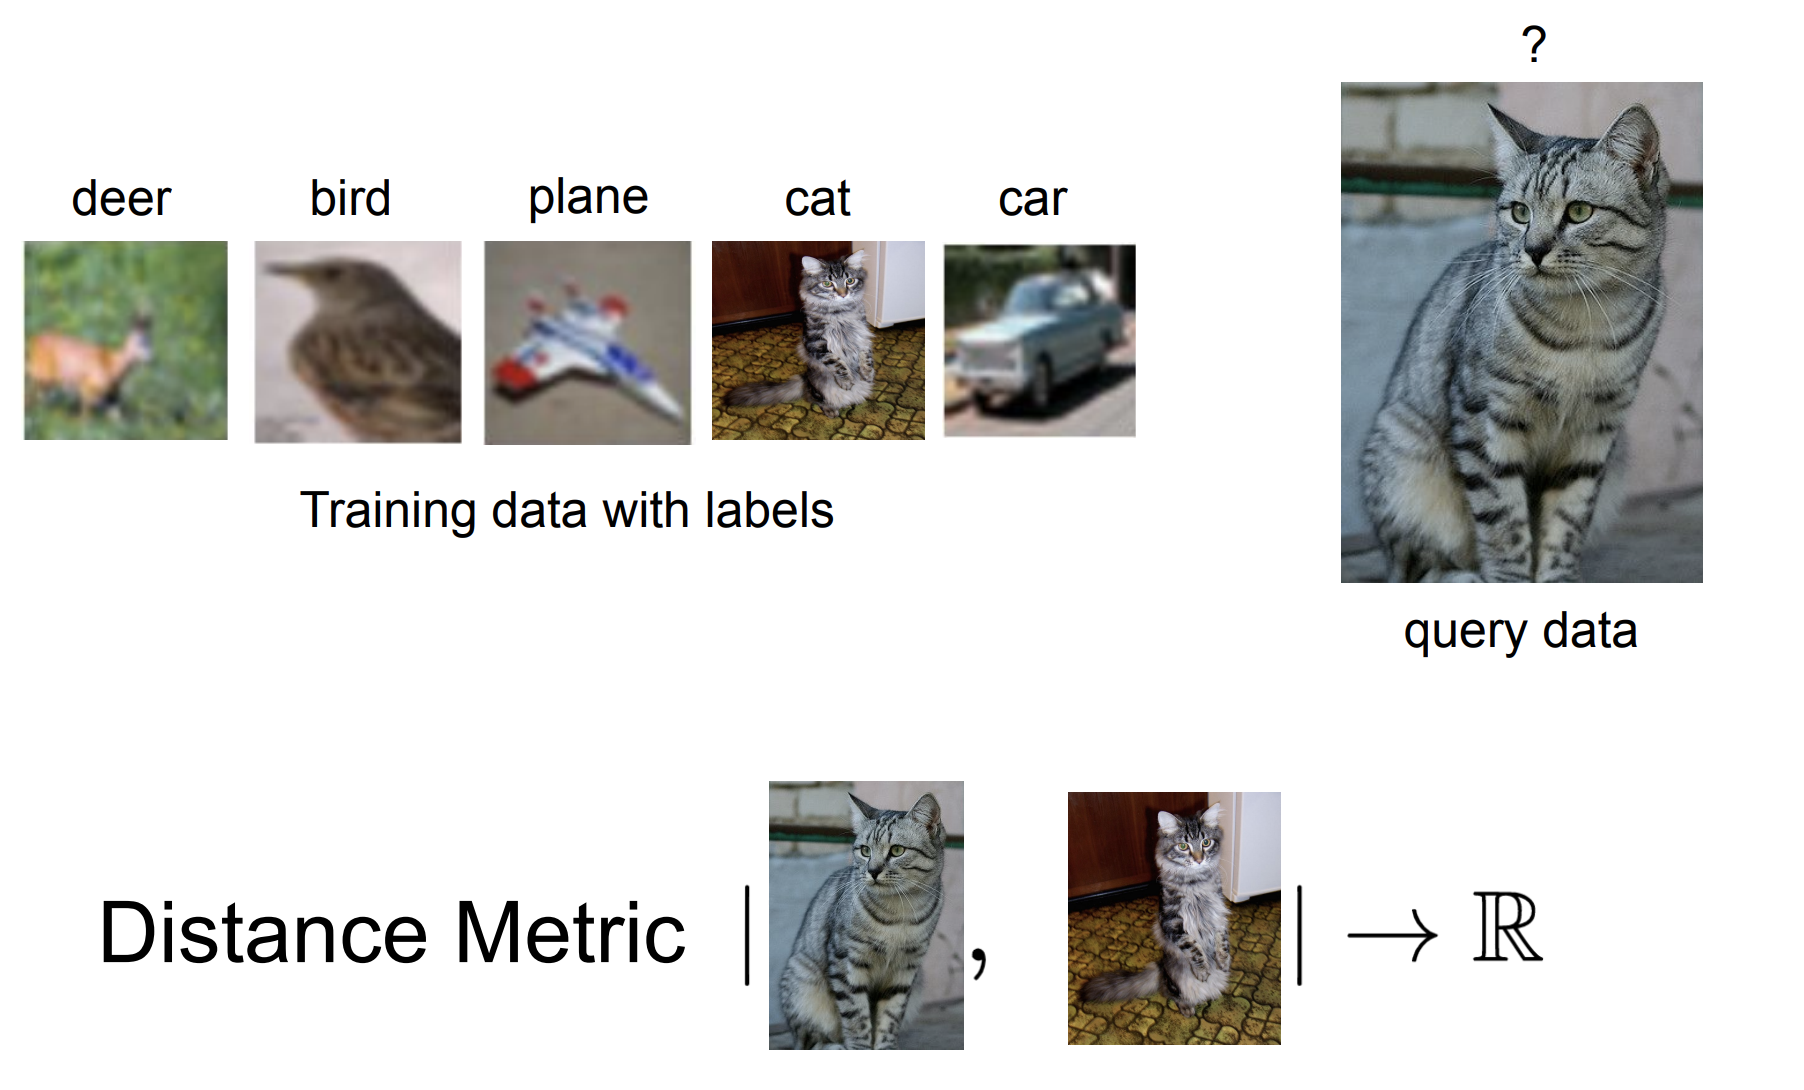 ?
deer bird plane cat car
Training data with labels
query data
Distance Metric | , | → ℝ